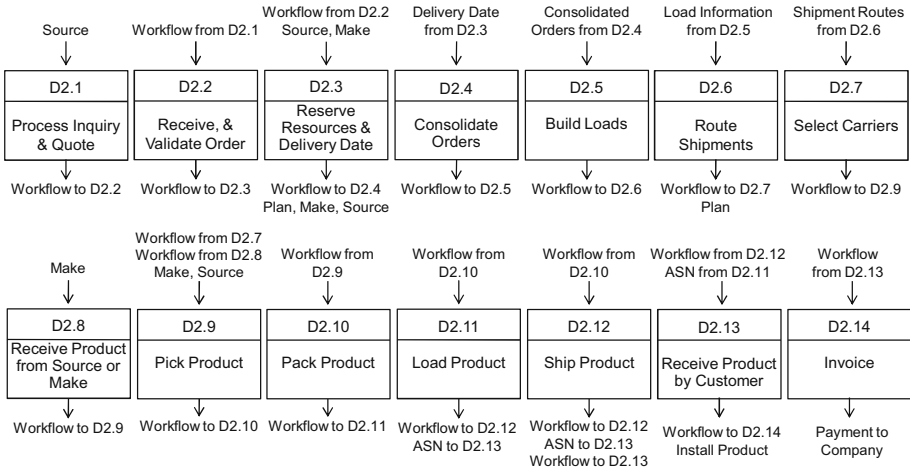 Source
D2.1
Process Inquiry
& Quote
Workflow to D2.2
Workflow from D2.1
D2.2
Receive, &
Validate Order
Workflow to D2.3
Workflow from D2.2
Source, Make
D2.3
Reserve
Resources &
Delivery Date
Workflow to D2.4
Plan, Make, Source
Delivery Date
from D2.3
D2.4
Consolidate
Orders
Workflow to D2.5
Consolidated
Orders from D2.4
D2.5
Build Loads
Workflow to D2.6
Load Information
from D2.5
D2.6
Route
Shipments
Workflow to D2.7
Plan
Shipment Routes
from D2.6
D2.7
Select Carriers
Workflow to D2.9
Make
D2.8
Receive Product
from Source or
Make
Workflow to D2.9
Workflow from D2.7
Workflow from D2.8
Make, Source
D2.9
Pick Product
Workflow to D2.10
Workflow from
D2.9
D2.10
Pack Product
Workflow to D2.11
Workflow from
D2.10
D2.11
Load Product
Workflow to D2.12
ASN to D2.13
Workflow from
D2.10
D2.12
Ship Product
Workflow to D2.12
ASN to D2.13
Workflow to D2.13
Workflow from D2.12
ASN from D2.11
D2.13
Receive Product
by Customer
Workflow to D2.14
Install Product
Workflow
from D2.13
D2.14
Invoice
Payment to
Company